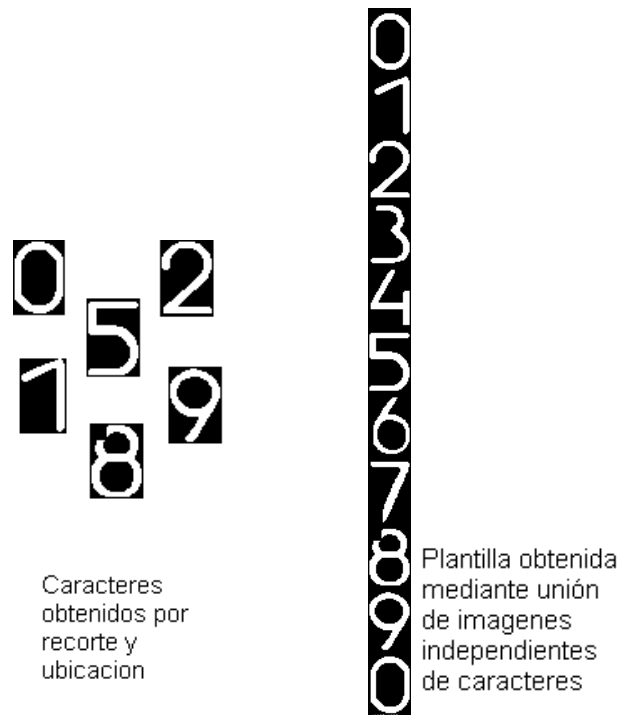 0
2
5
1
9
8
Caracteres
obtenidos por
recorte y
ubicacion
0
1
2
3
4
5
6
7
8
9
0
Plantilla obtenida
mediante unión
de imagenes
independientes
de caracteres